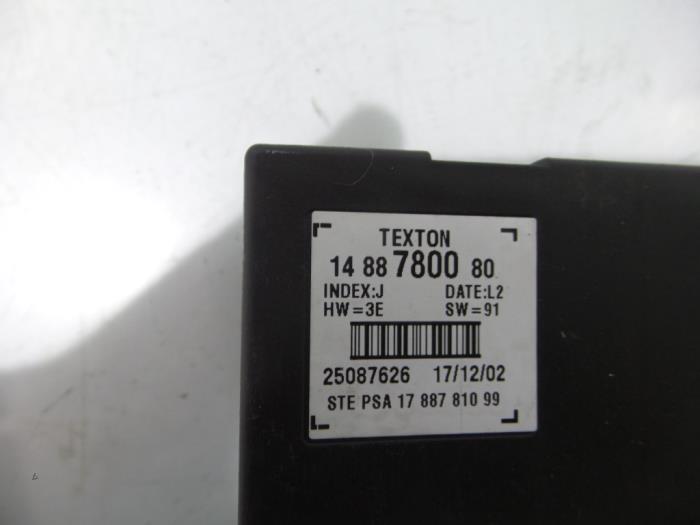 TEXTON
14 88 7800 80
INDEX:J DATE:L2
HW=3E SW=91
25087626 17/12/02
STE PSA 17 887 810 99